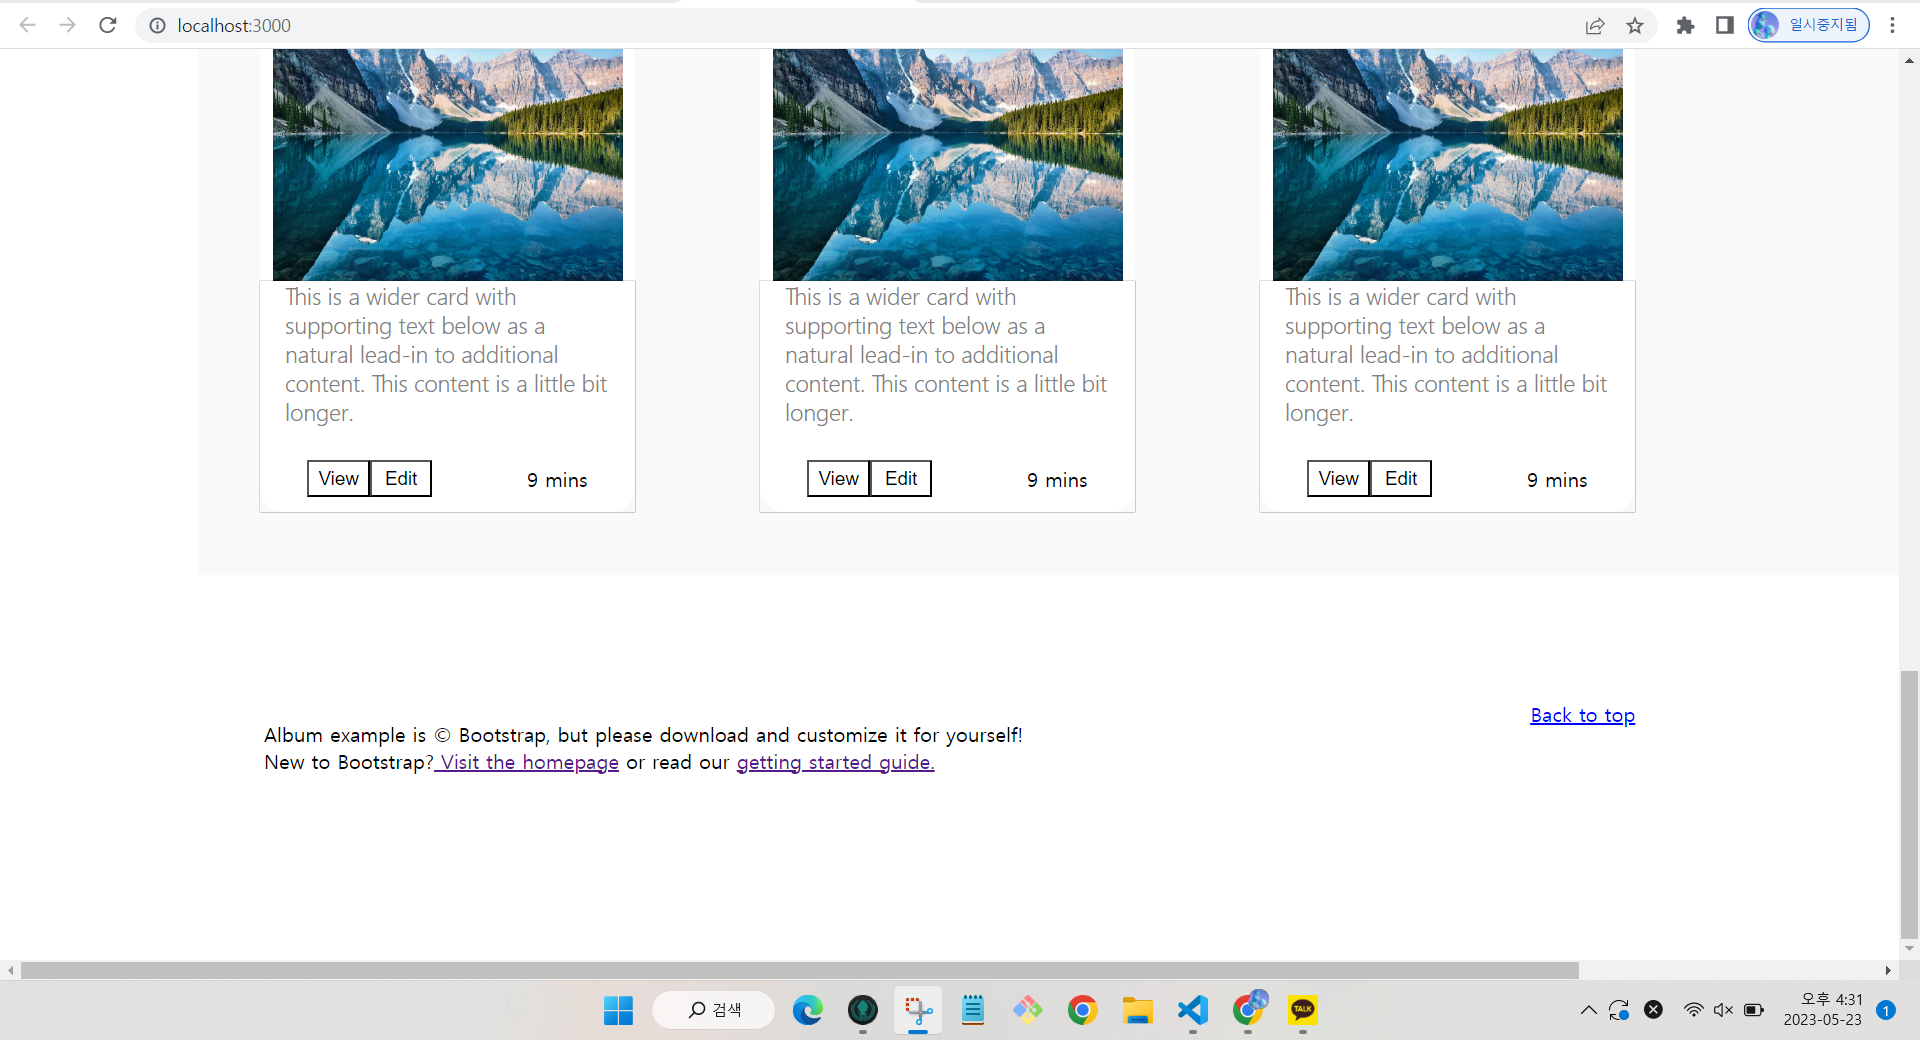 localhost:3000
일시중지됨
This is a wider card with
supporting text below as a
natural lead-in to additional
content. This content is a little bit
longer.
View Edit 9 mins
This is a wider card with
supporting text below as a
natural lead-in to additional
content. This content is a little bit
longer.
View Edit 9 mins
This is a wider card with
supporting text below as a
natural lead-in to additional
content. This content is a little bit
longer.
View Edit 9 mins
Back to top
Album example is © Bootstrap, but please download and customize it for yourself!
New to Bootstrap? Visit the homepage or read our getting started guide.
검색
TALK
오후 4:31
2023-05-23
1